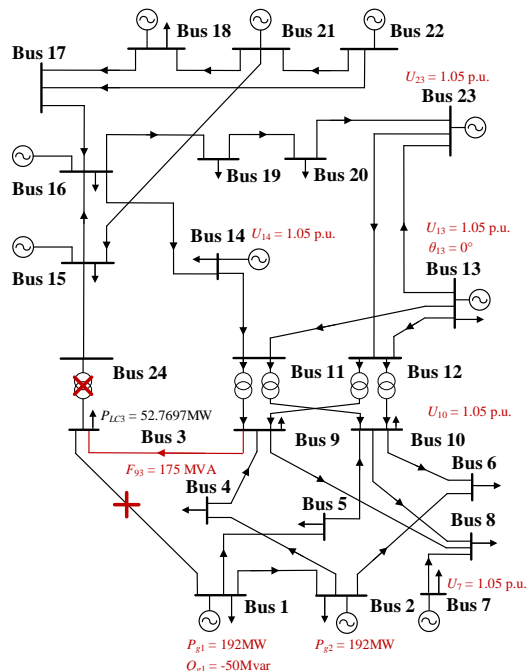 Bus 18
Bus 21
Bus 22
Bus 17
U23 = 1.05 p.u.
Bus 23
Bus 16
Bus 19
Bus 20
Bus 14
U14 = 1.05 p.u.
U13 = 1.05 p.u.
θ13 = 0°
Bus 13
Bus 15
Bus 24
Bus 11
Bus 12
PLC3 = 52.7697MW
Bus 3
Bus 9
U10 = 1.05 p.u.
Bus 10
F93 = 175 MVA
Bus 4
Bus 5
Bus 6
Bus 8
U7 = 1.05 p.u.
Bus 1
Bus 2
Bus 7
Pg1 = 192MW
Pg2 = 192MW
Qg1 = -50Mvar